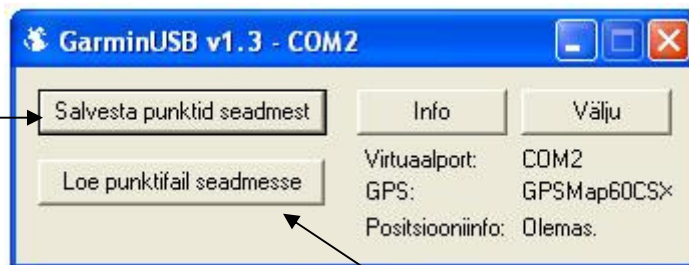 GarminUSB v1.3 - COM2
Salvesta punktid seadmest
Info
Välju
Loe punktifail seadmesse
Virtuaalport: COM2
GPS: GPSMap60CSX
Positsiooniinfo: Olemas.